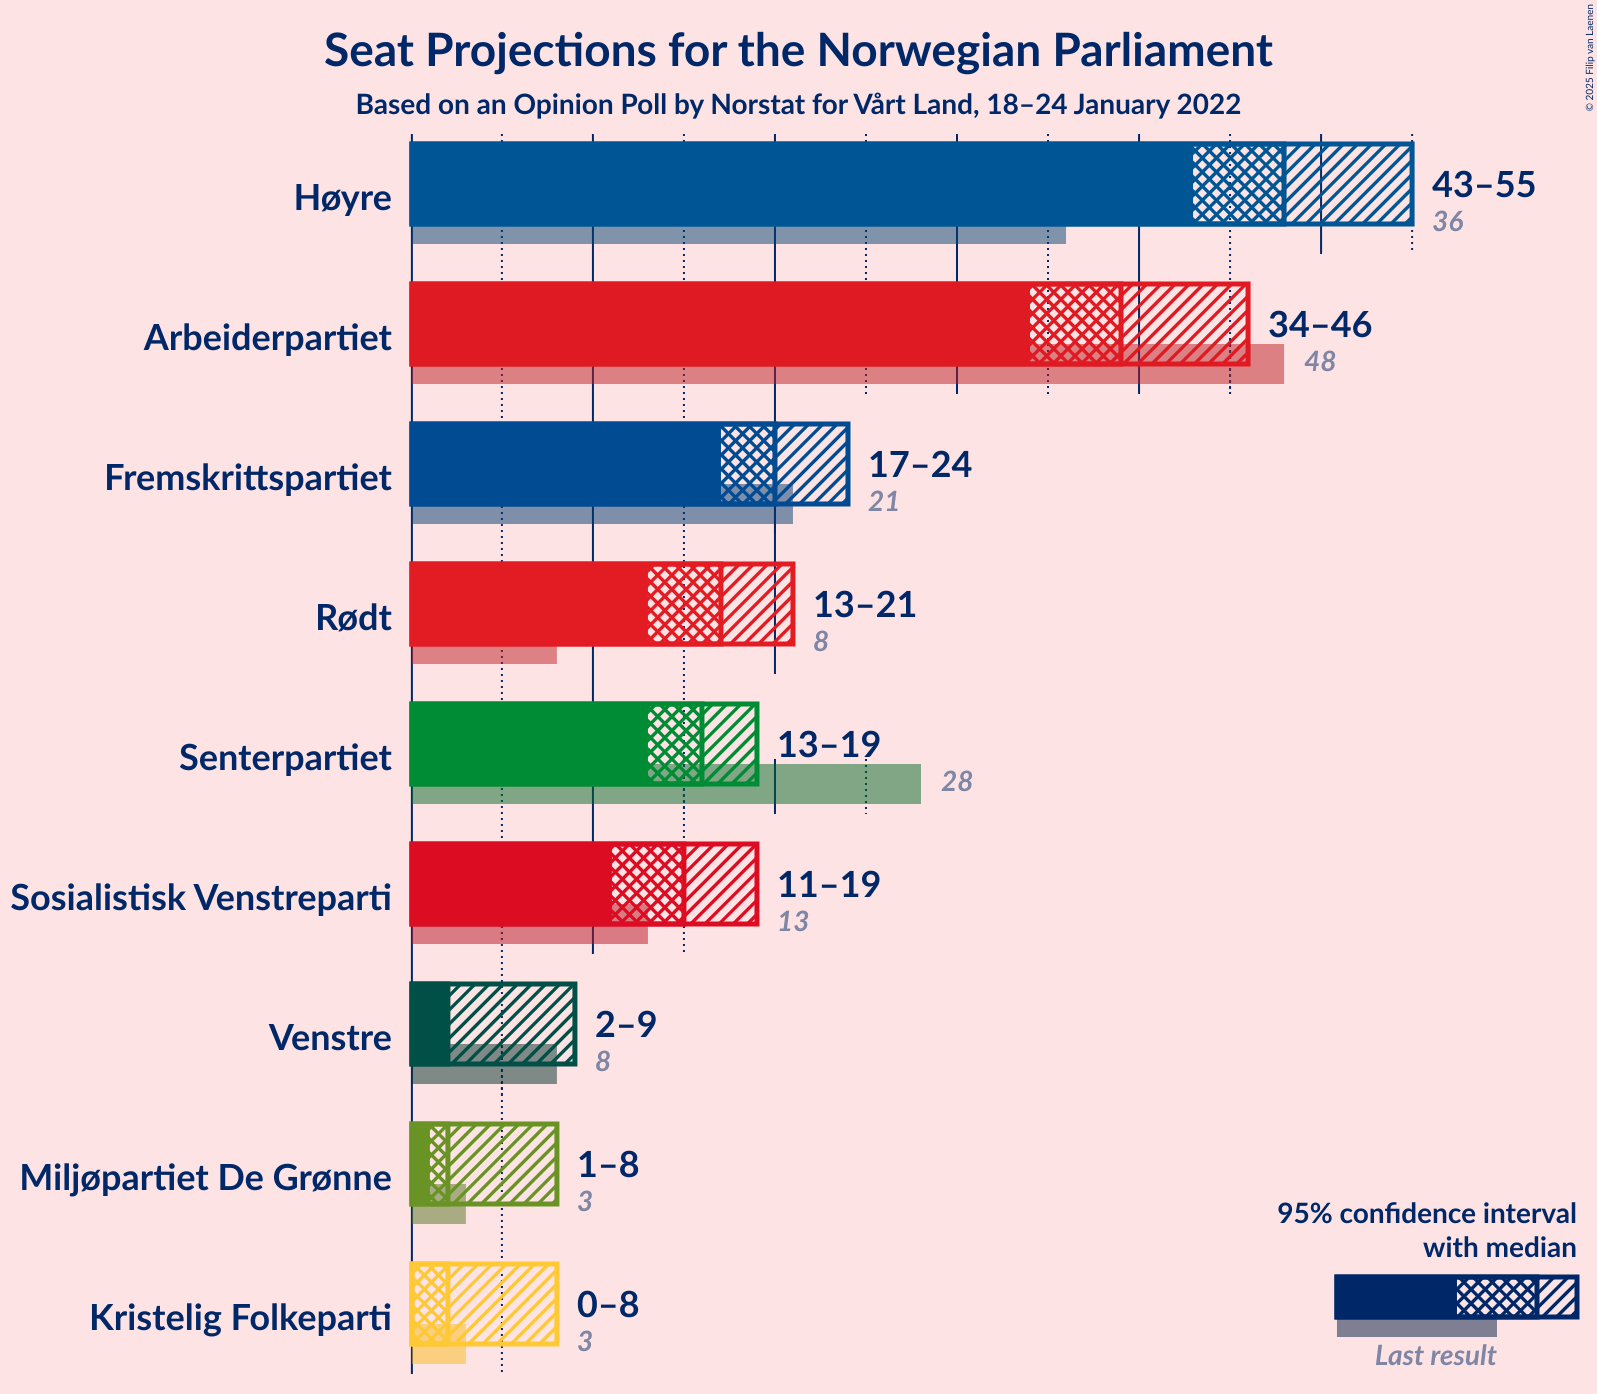 Seat Projections for the Norwegian Parliament
Based on an Opinion Poll by Norstat for Vårt Land, 18–24 January 2022
© 2025 Filip van Laenen
Høyre
43–55
36
Arbeiderpartiet
34–46
48
Fremskrittspartiet
17–24
21
Rødt
13–21
8
Senterpartiet
13–19
28
Sosialistisk Venstreparti
11–19
13
Venstre
2–9
8
Miljøpartiet De Grønne
1–8
3
Kristelig Folkeparti
0–8
3
95% confidence interval
with median
Last result